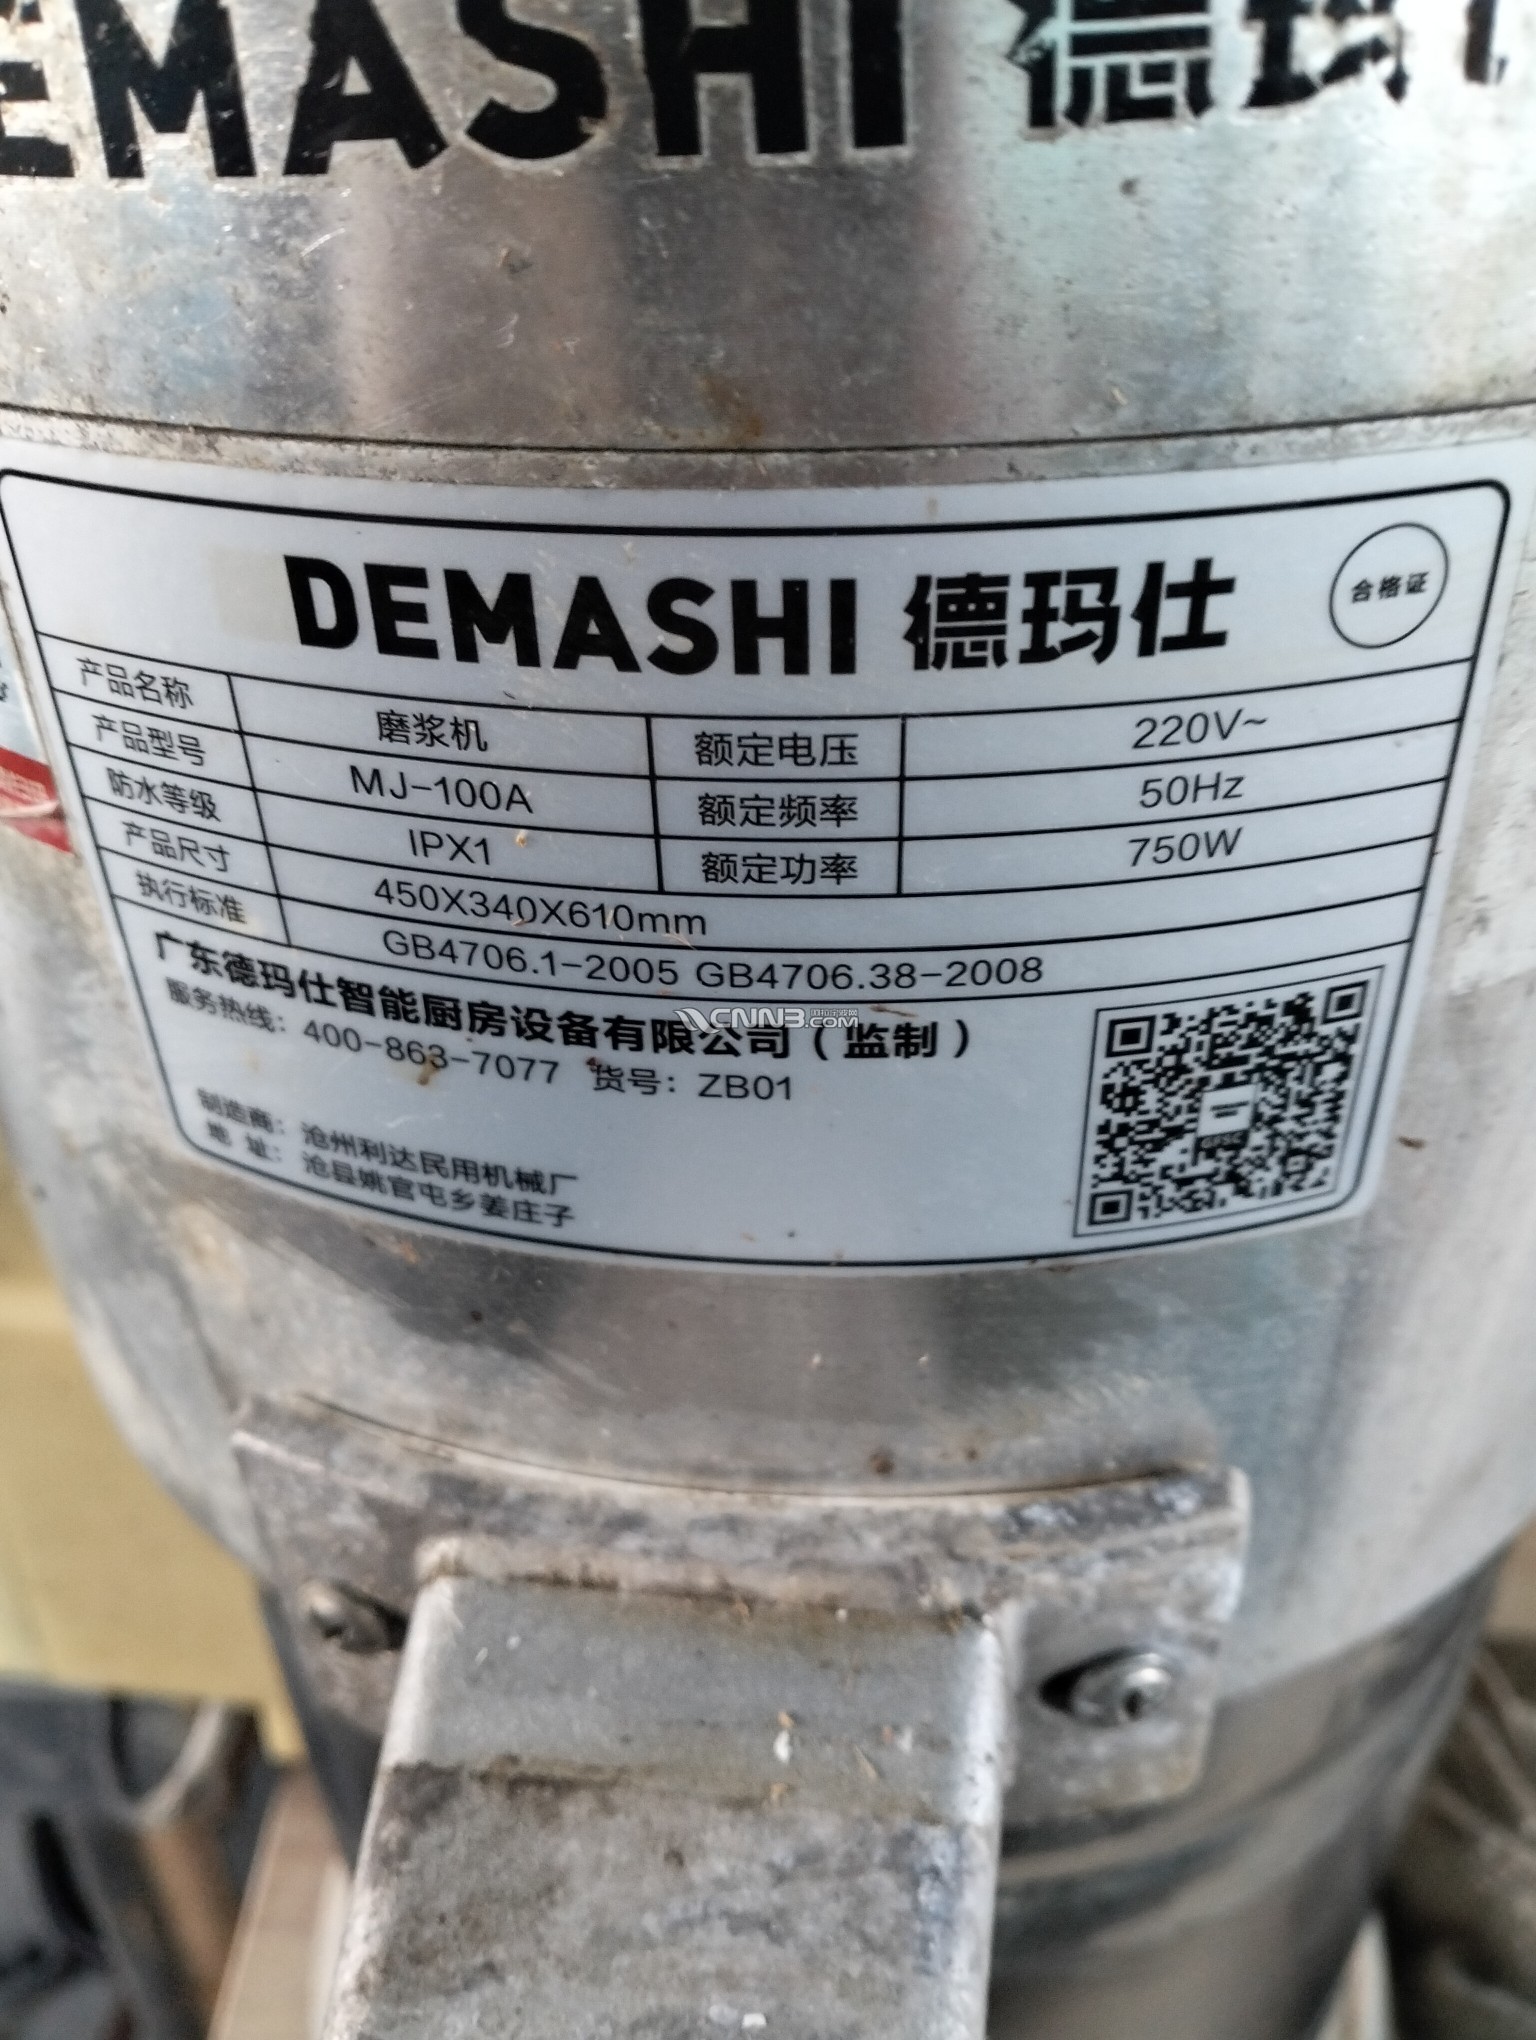 EMASHI 德玛
DEMASHI 德玛仕
合格证
产品名称 磨浆机 额定电压 220V~
产品型号 MJ-100A 额定频率 50Hz
防水等级 IPX1 额定功率 750W
产品尺寸 450X340X610mm
执行标准 GB4706.1-2005 GB4706.38-2008
广东德玛仕智能厨房设备有限公司（监制）
服务热线：400-863-7077 货号：ZB01
制造商：沧州利达民用机械厂
地 址：沧县姚官屯乡姜庄子
CNN3.COM